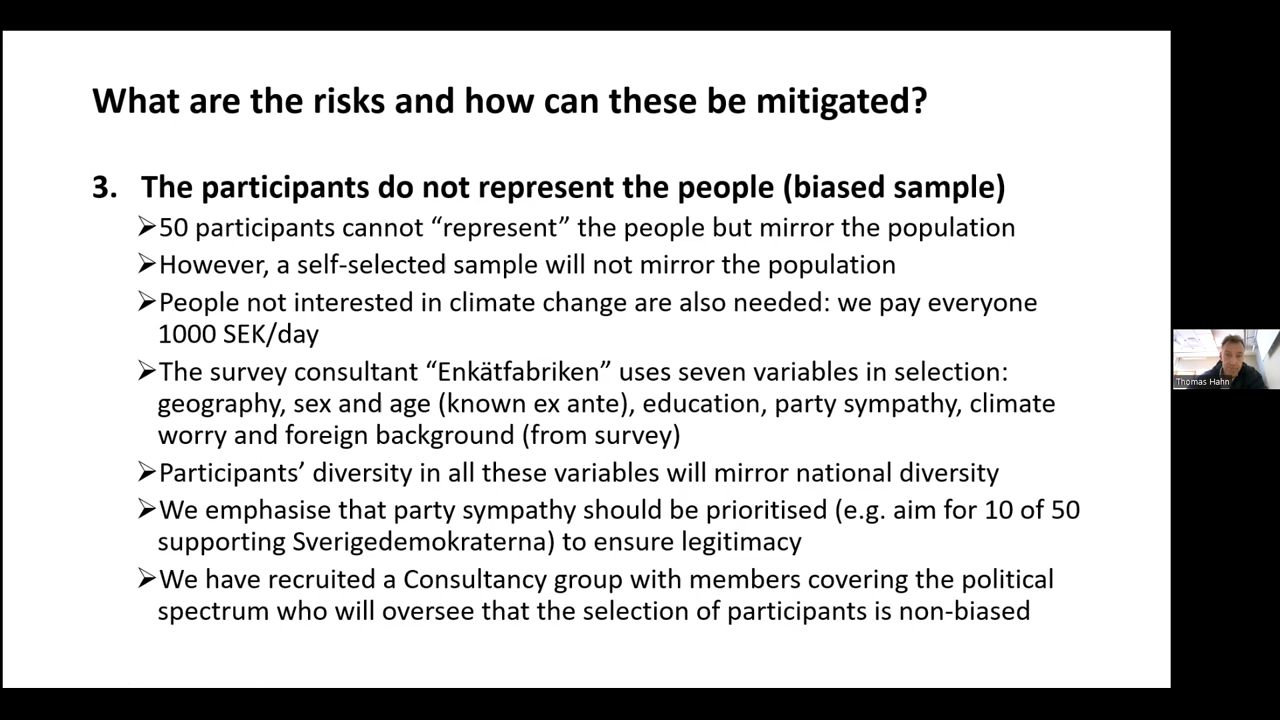 What are the risks and how can these be mitigated?
3. The participants do not represent the people (biased sample)
➢50 participants cannot “represent” the people but mirror the population
➢However, a self-selected sample will not mirror the population
➢People not interested in climate change are also needed: we pay everyone
1000 SEK/day
➢The survey consultant “Enkätfabriken” uses seven variables in selection:
geography, sex and age (known ex ante), education, party sympathy, climate
worry and foreign background (from survey)
➢Participants’ diversity in all these variables will mirror national diversity
➢We emphasise that party sympathy should be prioritised (e.g. aim for 10 of 50
supporting Sverigedemokraterna) to ensure legitimacy
➢We have recruited a Consultancy group with members covering the political
spectrum who will oversee that the selection of participants is non-biased
Thomas Hahn